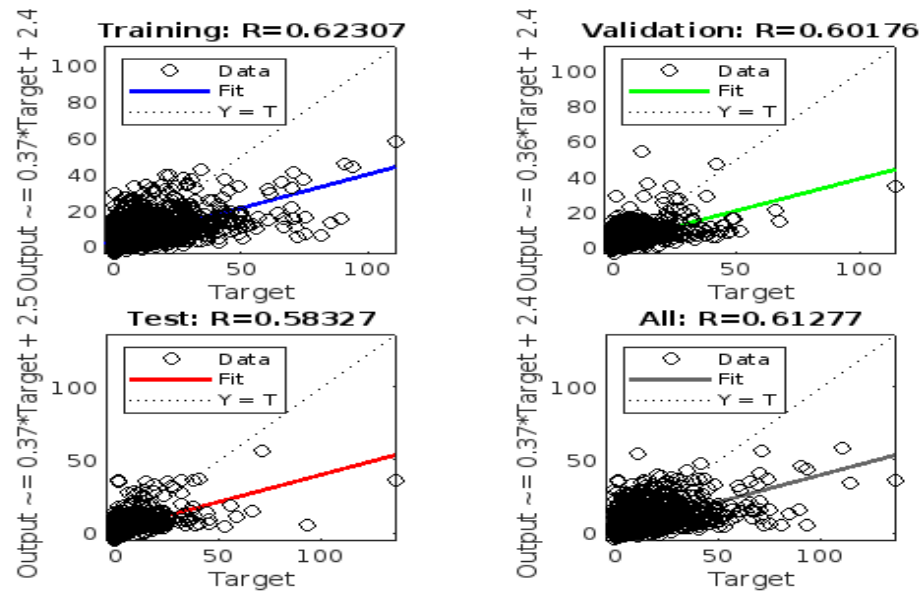 Training: R=0.62307
Output ~= 0.37*Target + 2.4
100
80
60
40
20
0
Data
Fit
Y = T
0 50 100
Target
Validation: R=0.60176
Output ~= 0.36*Target + 2.4
100
80
60
40
20
0
Data
Fit
Y = T
0 50 100
Target
Test: R=0.58327
Output ~= 0.37*Target + 2.5
100
50
0
Data
Fit
Y = T
0 50 100
Target
All: R=0.61277
Output ~= 0.37*Target + 2.4
100
50
0
Data
Fit
Y = T
0 50 100
Target